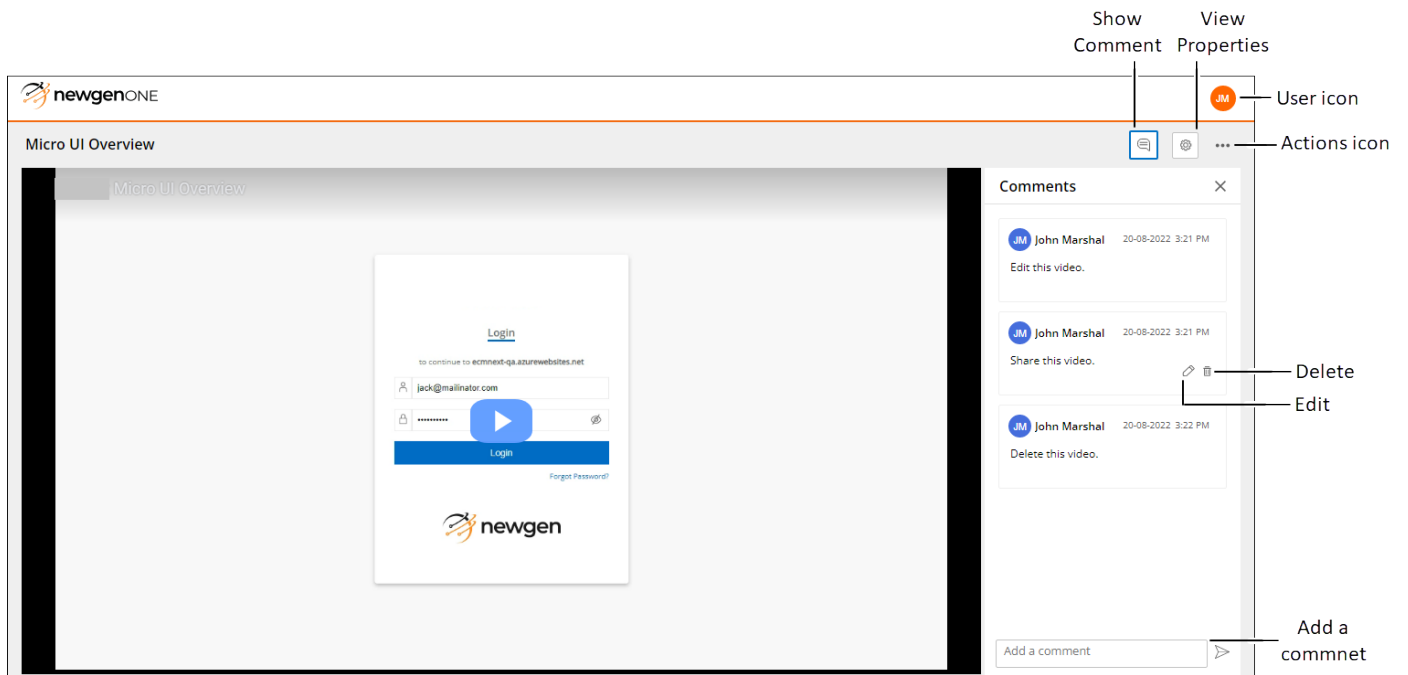 Show
Comment
View
Properties
newgenONE
JM
User icon
Micro UI Overview
Actions icon
Micro UI Overview
Login
to continue to ecmnext-qa.azurewebsites.net
jack@mailinator.com
••••••••••
Login
Forgot Password?
newgen
Comments
JM John Marshal 20-08-2022 3:21 PM
Edit this video.
JM John Marshal 20-08-2022 3:21 PM
Share this video.
Delete
Edit
JM John Marshal 20-08-2022 3:22 PM
Delete this video.
Add a comment
Add a
commnet